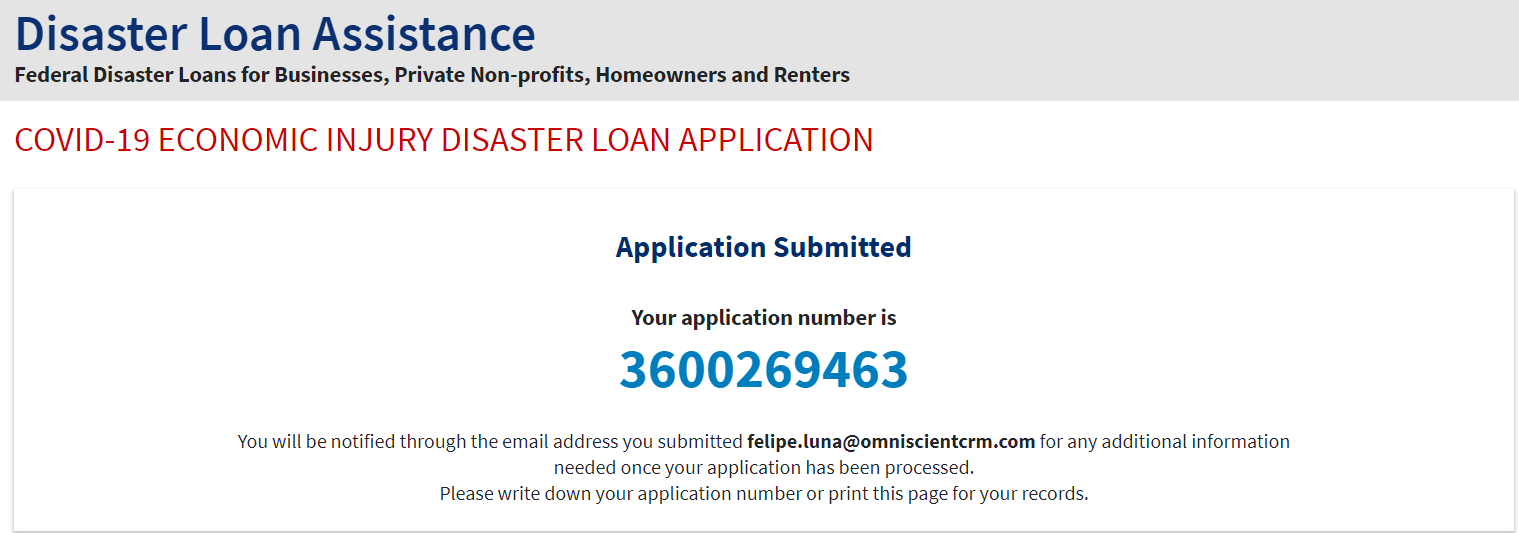 Disaster Loan Assistance
Federal Disaster Loans for Businesses, Private Non-profits, Homeowners and Renters
COVID-19 ECONOMIC INJURY DISASTER LOAN APPLICATION
Application Submitted
Your application number is
3600269463
You will be notified through the email address you submitted felipe.luna@omniscientcrm.com for any additional information
needed once your application has been processed.
Please write down your application number or print this page for your records.